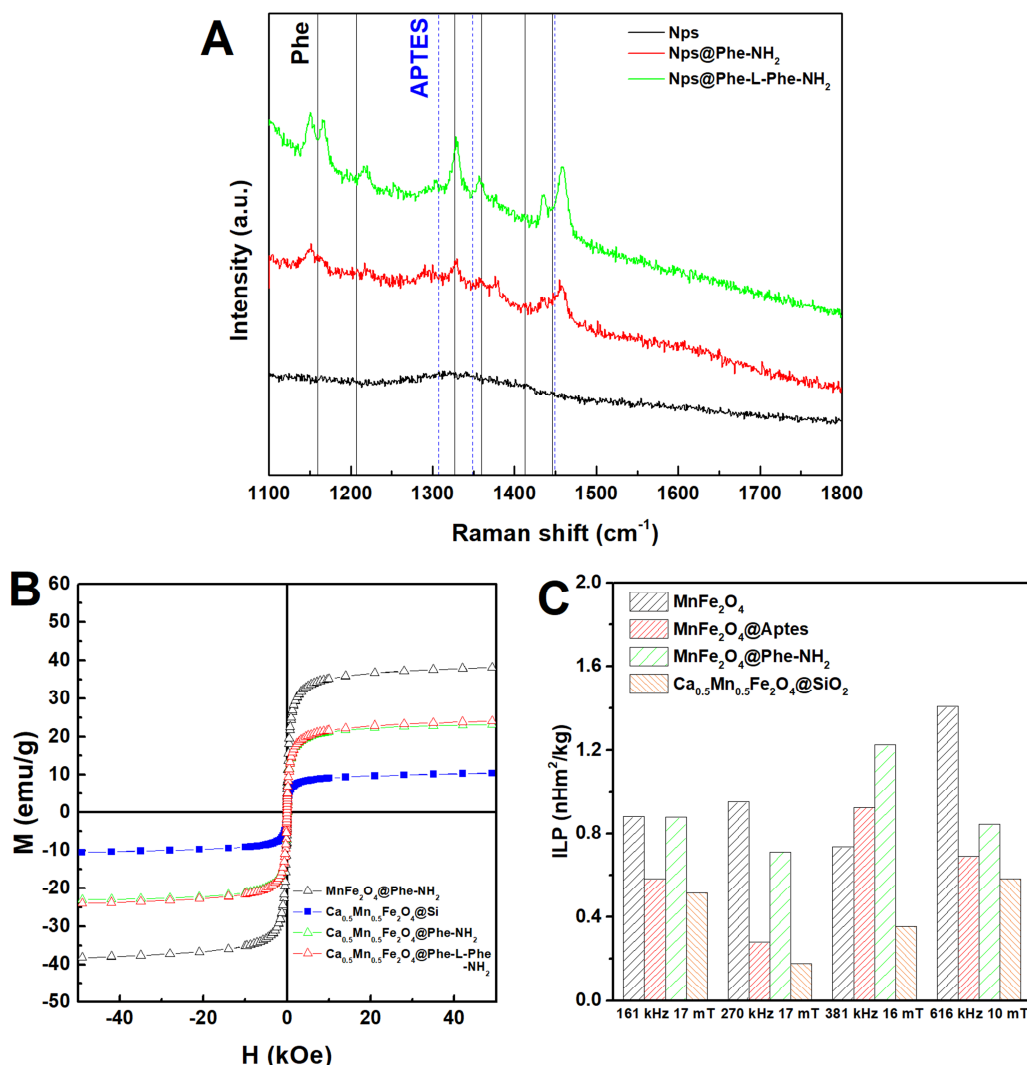 A
Phe
APTES
Nps
Nps@Phe-NH₂
Nps@Phe-L-Phe-NH₂
Intensity (a.u.)
1100 1200 1300 1400 1500 1600 1700 1800
Raman shift (cm⁻¹)
B
60
50
40
30
20
10
0
-10
-20
-30
-40
-50
M (emu/g)
MnFe₂O₄@Phe-NH₂
Ca₀.₅Mn₀.₅Fe₂O₄@Si
Ca₀.₅Mn₀.₅Fe₂O₄@Phe-NH₂
Ca₀.₅Mn₀.₅Fe₂O₄@Phe-L-Phe
-NH₂
-40 -20 0 20 40
H (kOe)
C
2.0
1.6
1.2
0.8
0.4
0.0
ILP (nHm²/kg)
MnFe₂O₄
MnFe₂O₄@Aptes
MnFe₂O₄@Phe-NH₂
Ca₀.₅Mn₀.₅Fe₂O₄@SiO₂
161 kHz 17 mT 270 kHz 17 mT 381 kHz 16 mT 616 kHz 10 mT